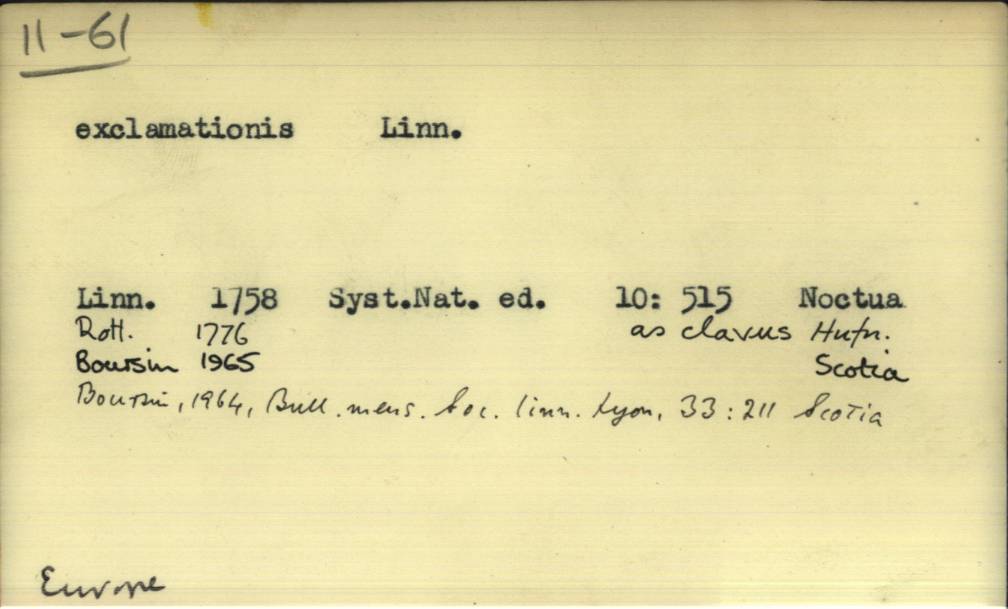 11-61
exclamationis Linn.
Linn. 1758 Syst.Nat. ed. 10: 515 Noctua
Rott. 1776 as clavus Hufn.
Boursin 1965 Scotia
Boursin, 1964, Bull. mens. Soc. linn. Lyon, 33: 211 Scotia
Europe